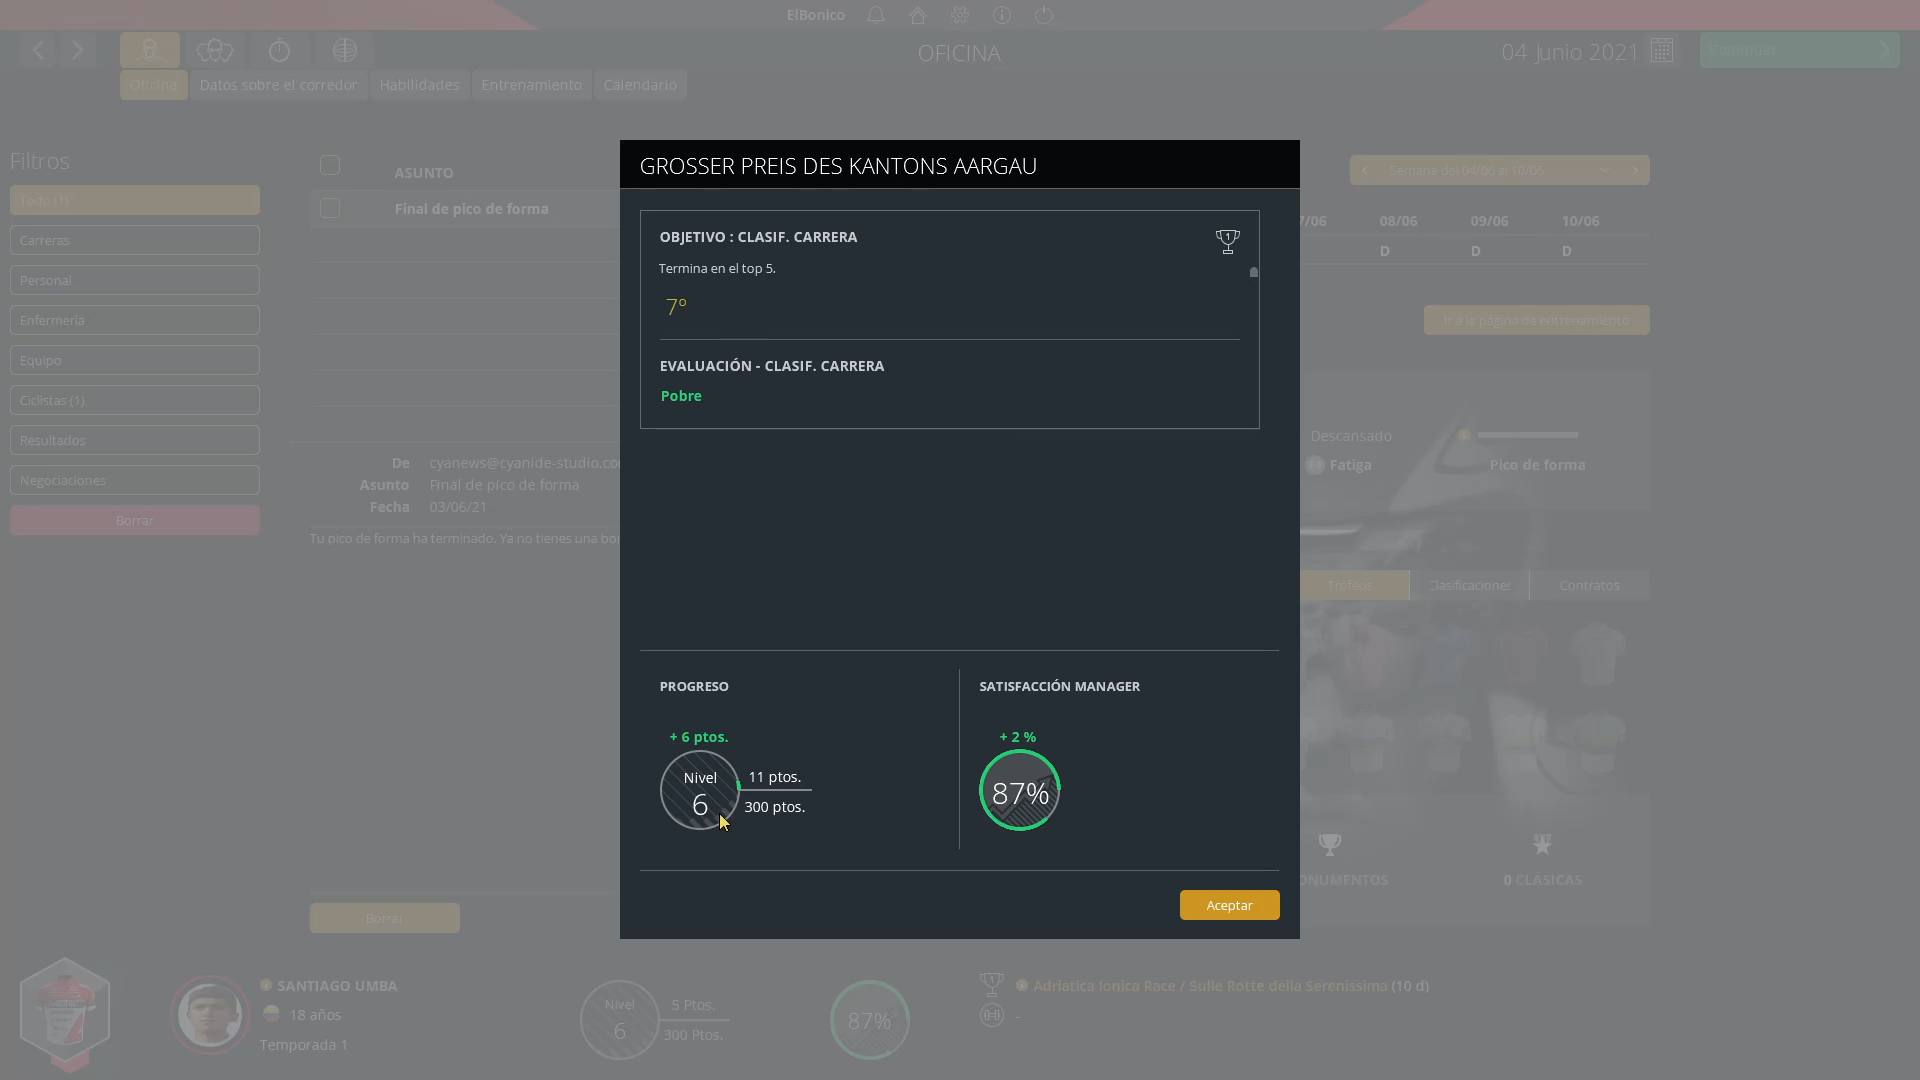 ElBonico
OFICINA
04 Junio 2021
Continuar
Oficina
Datos sobre el corredor
Habilidades
Entrenamiento
Calendario
Filtros
Todo (1)
Carreras
Personal
Enfermería
Equipo
Ciclistas (1)
Resultados
Negociaciones
Borrar
ASUNTO
Final de pico de forma
De cyanews@cyanide-studio.co
Asunto Final de pico de forma
Fecha 03/06/21
Tu pico de forma ha terminado. Ya no tienes una
Borrar
GROSSER PREIS DES KANTONS AARGAU
OBJETIVO : CLASIF. CARRERA
Termina en el top 5.
7º
EVALUACIÓN - CLASIF. CARRERA
Pobre
PROGRESO
+ 6 ptos.
Nivel
6
11 ptos.
300 ptos.
SATISFACCIÓN MANAGER
+ 2 %
87%
Aceptar
Semana del 04/06 al 10/06
7/06 08/06 09/06 10/06
D D D
Ir a la página de entrenamiento
Descansado
Fatiga
Pico de forma
Trofeos
Clasificaciones
Contratos
ONUMENTOS
0 CLÁSICAS
SANTIAGO UMBA
18 años
Temporada 1
Nivel
6
5 Ptos.
300 Ptos.
87%
Adriatica Ionica Race / Sulle Rotte della Serenissima (10 d)
-